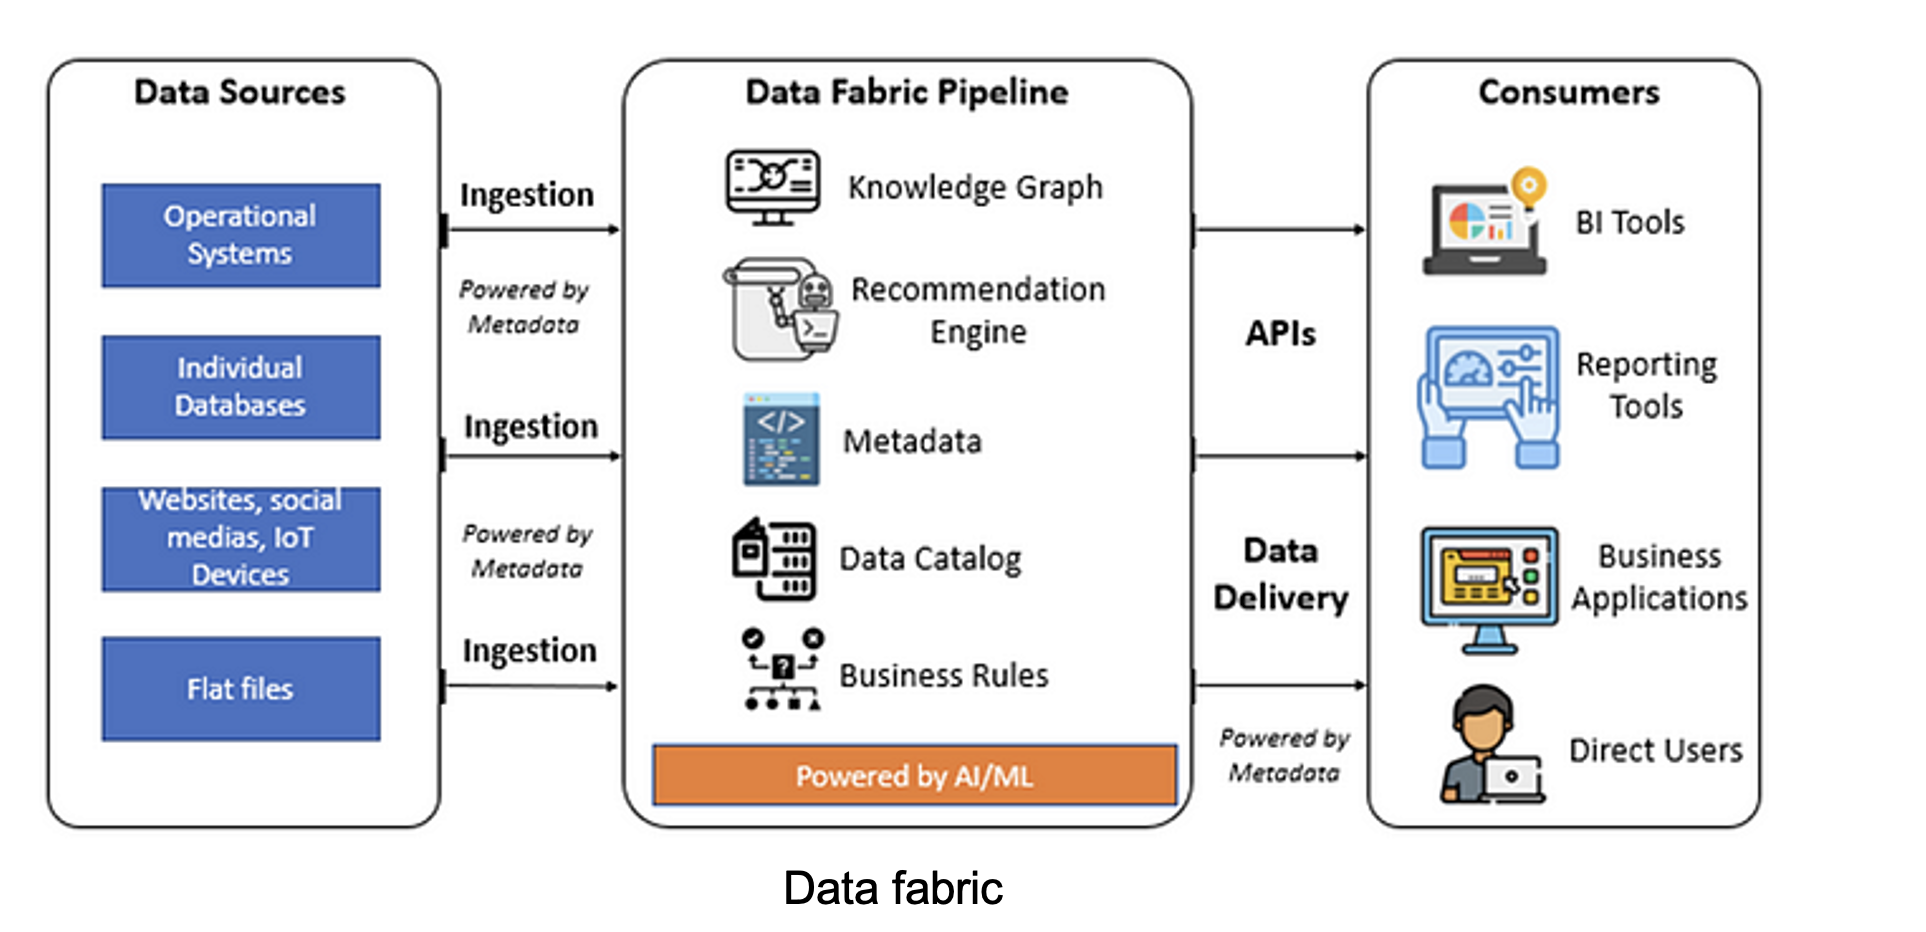 Data Sources
Operational
Systems
Individual
Databases
Websites, social
medias, IoT
Devices
Flat files
Ingestion
Powered by
Metadata
Ingestion
Powered by
Metadata
Ingestion
Data Fabric Pipeline
Knowledge Graph
Recommendation
Engine
Metadata
Data Catalog
Business Rules
Powered by AI/ML
APIs
Data
Delivery
Powered by
Metadata
Consumers
BI Tools
Reporting
Tools
Business
Applications
Direct Users
Data fabric